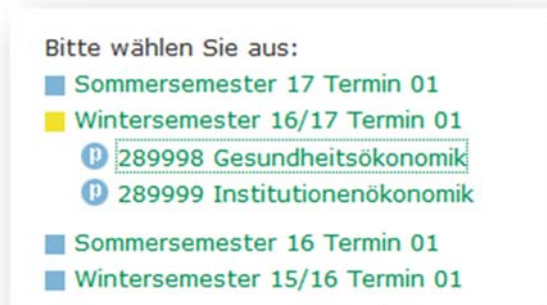 Bitte wählen Sie aus:
Sommersemester 17 Termin 01
Wintersemester 16/17 Termin 01
p 289998 Gesundheitsökonomik
p 289999 Institutionenökonomik
Sommersemester 16 Termin 01
Wintersemester 15/16 Termin 01